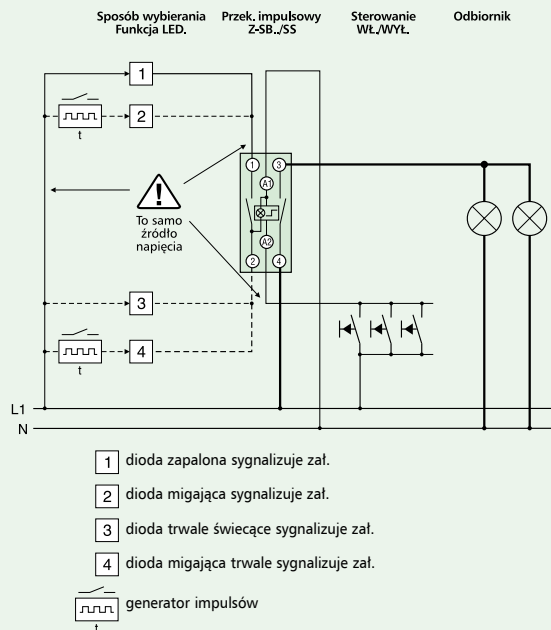 Sposób wybierania
Funkcja LED.
Przek. impulsowy
Z-SB../SS
Sterowanie
WŁ./WYŁ.
Odbiornik
1
t
2
1
3
A1
To samo
źródło
napięcia
A2
2
4
3
t
4
L1
N
1 dioda zapalona sygnalizuje zał.
2 dioda migająca sygnalizuje zał.
3 dioda trwale świecące sygnalizuje zał.
4 dioda migająca trwale sygnalizuje zał.
generator impulsów
t